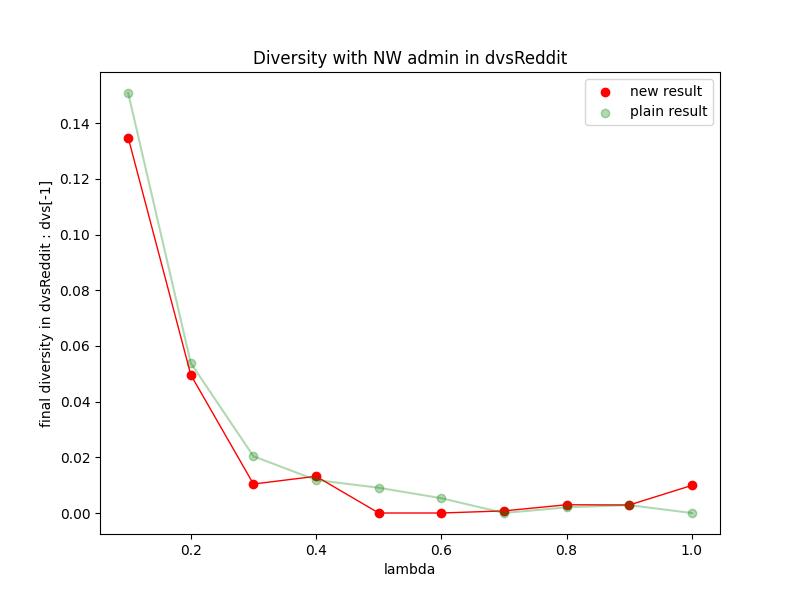 Diversity with NW admin in dvsReddit
new result
plain result
final diversity in dvsReddit : dvs[-1]
0.14
0.12
0.10
0.08
0.06
0.04
0.02
0.00
0.2 0.4 0.6 0.8 1.0
lambda